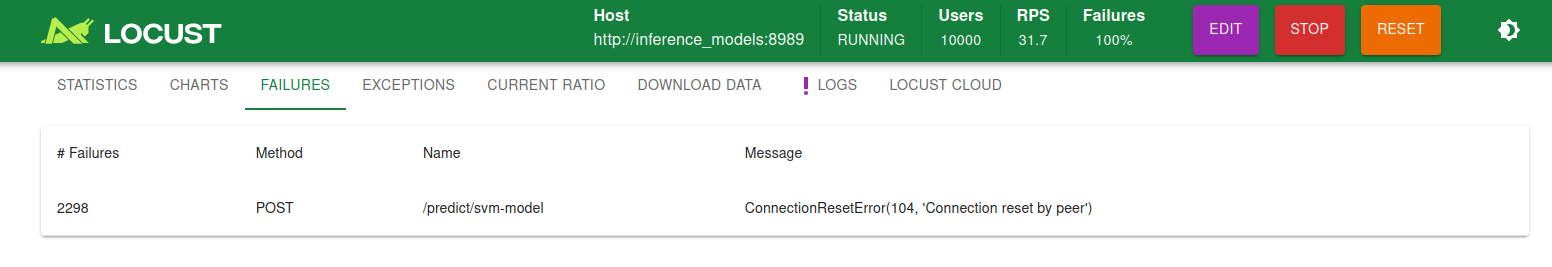 LOCUST
Host Status Users RPS Failures
http://inference_models:8989 RUNNING 10000 31.7 100%
EDIT STOP RESET
STATISTICS CHARTS FAILURES EXCEPTIONS CURRENT RATIO DOWNLOAD DATA ! LOGS LOCUST CLOUD
# Failures Method Name Message
2298 POST /predict/svm-model ConnectionResetError(104, 'Connection reset by peer')